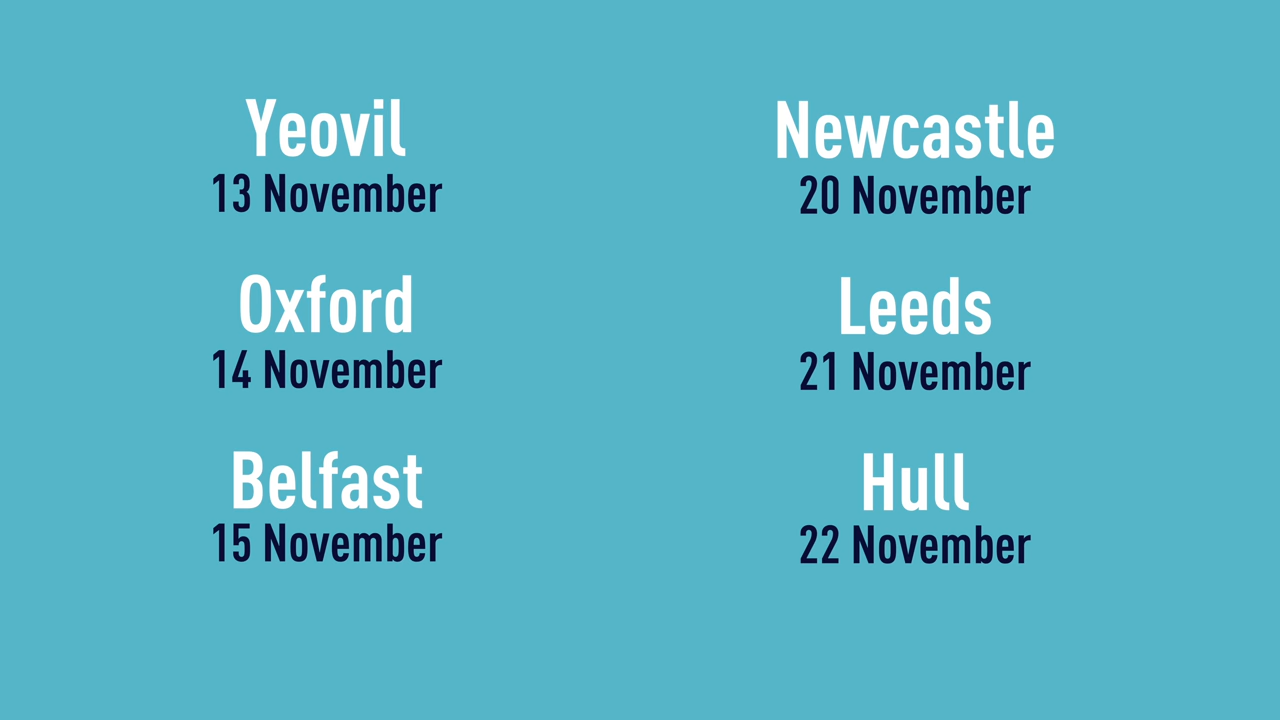 Yeovil
13 November
Oxford
14 November
Belfast
15 November
Newcastle
20 November
Leeds
21 November
Hull
22 November